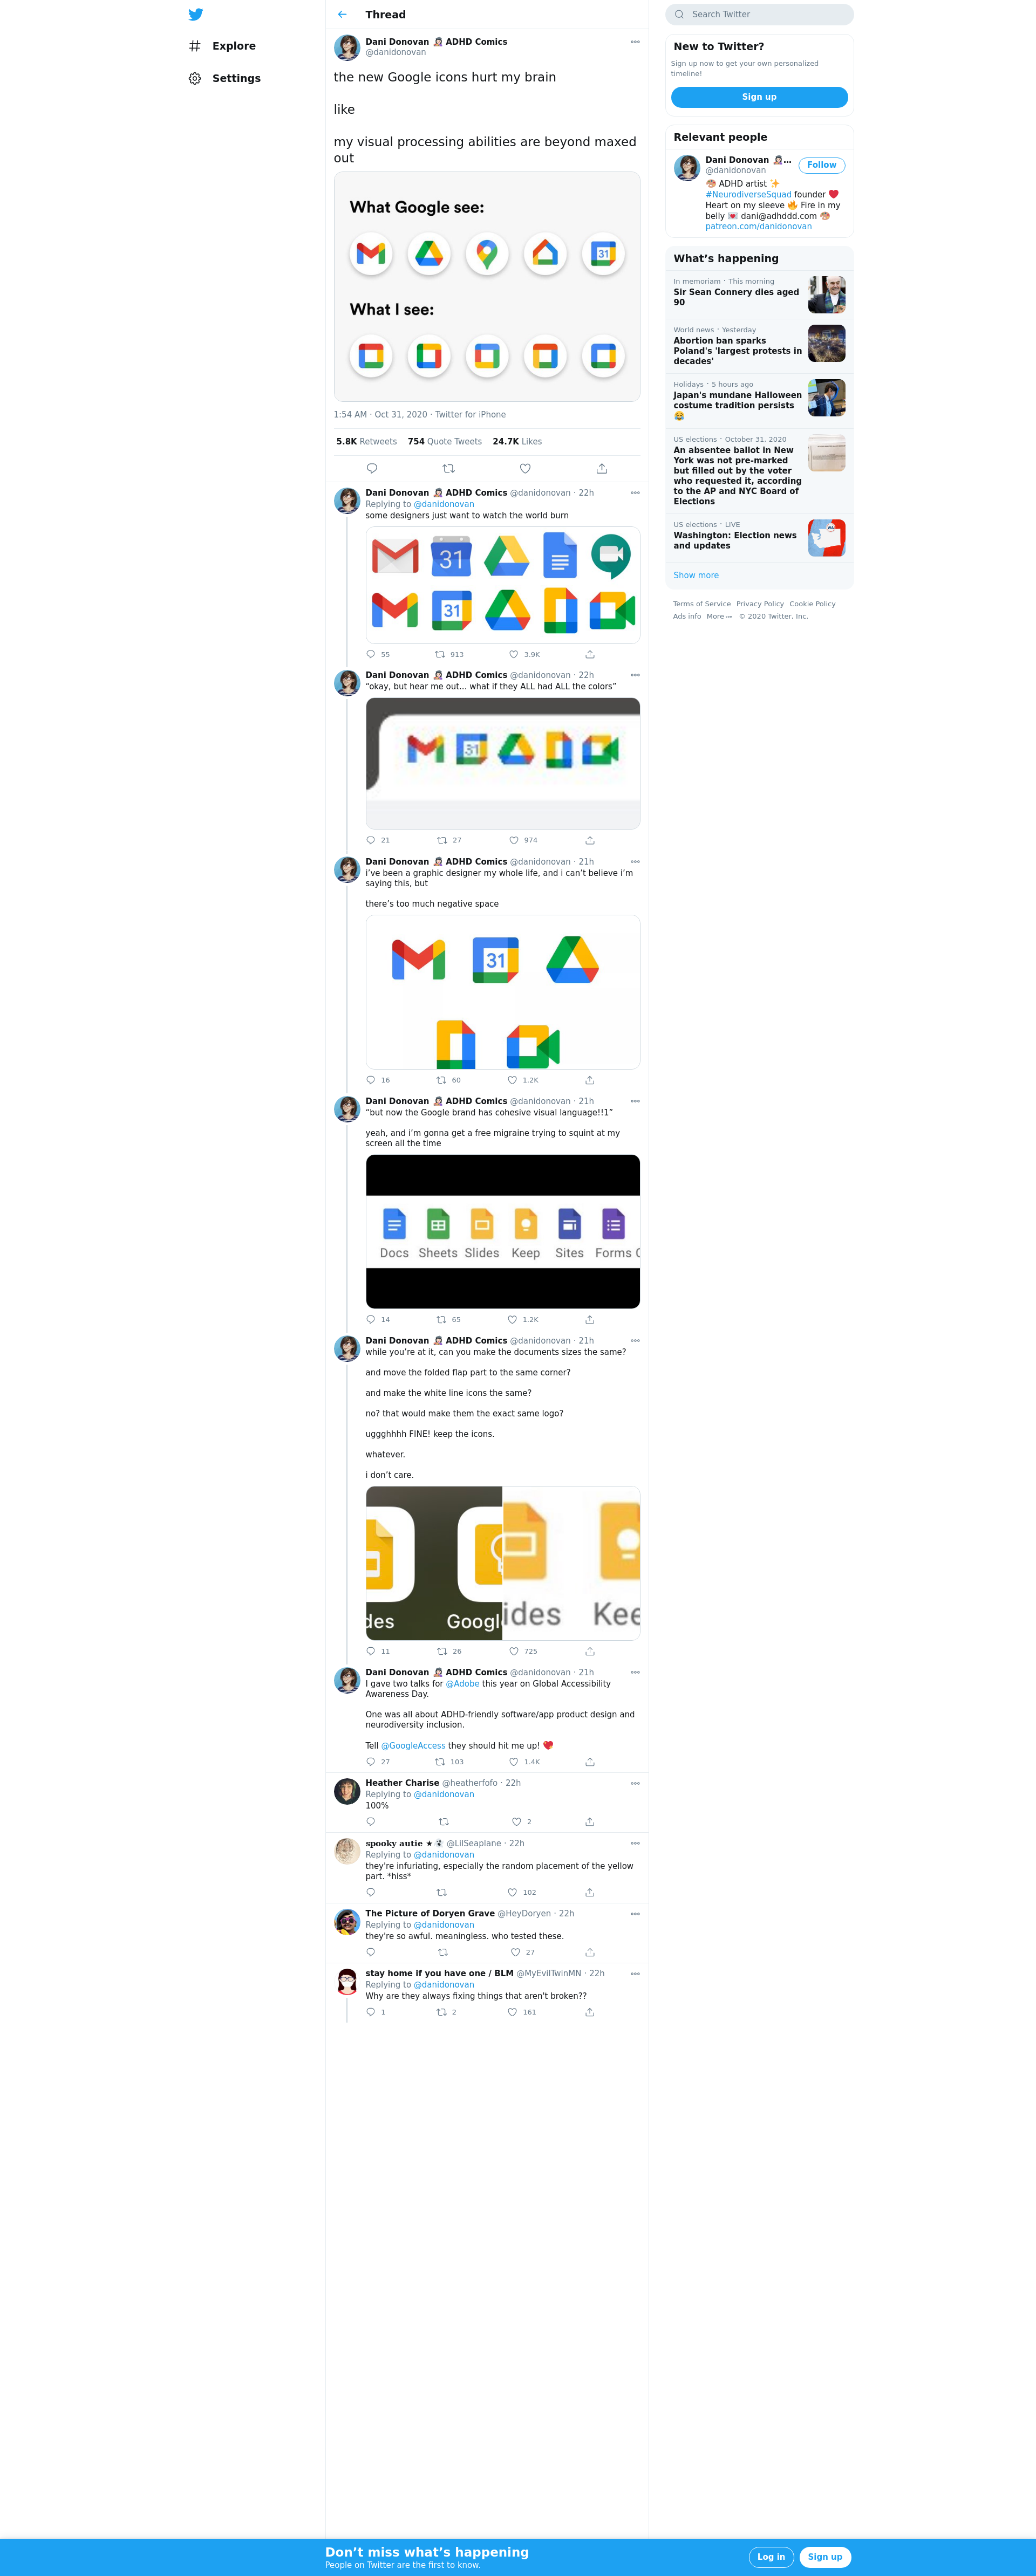 Explore
Settings
Thread
Dani Donovan 👩🏻‍🎨 ADHD Comics
@danidonovan
the new Google icons hurt my brain
like
my visual processing abilities are beyond maxed
out
What Google see:
31
What I see:
1:54 AM · Oct 31, 2020 · Twitter for iPhone
5.8K Retweets 754 Quote Tweets 24.7K Likes
Dani Donovan 👩🏻‍🎨 ADHD Comics @danidonovan · 22h
Replying to @danidonovan
some designers just want to watch the world burn
31
31
55 913 3.9K
Dani Donovan 👩🏻‍🎨 ADHD Comics @danidonovan · 22h
“okay, but hear me out... what if they ALL had ALL the colors”
31
21 27 974
Dani Donovan 👩🏻‍🎨 ADHD Comics @danidonovan · 21h
i’ve been a graphic designer my whole life, and i can’t believe i’m
saying this, but
there’s too much negative space
31
16 60 1.2K
Dani Donovan 👩🏻‍🎨 ADHD Comics @danidonovan · 21h
“but now the Google brand has cohesive visual language!!1”
yeah, and i’m gonna get a free migraine trying to squint at my
screen all the time
Docs Sheets Slides Keep Sites Forms
14 65 1.2K
Dani Donovan 👩🏻‍🎨 ADHD Comics @danidonovan · 21h
while you’re at it, can you make the documents sizes the same?
and move the folded flap part to the same corner?
and make the white line icons the same?
no? that would make them the exact same logo?
uggghhhh FINE! keep the icons.
whatever.
i don’t care.
des Googl ides Kee
11 26 725
Dani Donovan 👩🏻‍🎨 ADHD Comics @danidonovan · 21h
I gave two talks for @Adobe this year on Global Accessibility
Awareness Day.
One was all about ADHD-friendly software/app product design and
neurodiversity inclusion.
Tell @GoogleAccess they should hit me up! 💖
27 103 1.4K
Heather Charise @heatherfofo · 22h
Replying to @danidonovan
100%
2
spooky autie ★ @LilSeaplane · 22h
Replying to @danidonovan
they're infuriating, especially the random placement of the yellow
part. *hiss*
102
The Picture of Doryen Grave @HeyDoryen · 22h
Replying to @danidonovan
they're so awful. meaningless. who tested these.
27
stay home if you have one / BLM @MyEvilTwinMN · 22h
Replying to @danidonovan
Why are they always fixing things that aren't broken??
1 2 161
Search Twitter
New to Twitter?
Sign up now to get your own personalized
timeline!
Sign up
Relevant people
Dani Donovan 👩🏻‍🎨...
@danidonovan
Follow
ADHD artist ✨
#NeurodiverseSquad founder ❤️
Heart on my sleeve 🔥 Fire in my
belly 💌 dani@adhddd.com
patreon.com/danidonovan
What’s happening
In memoriam · This morning
Sir Sean Connery dies aged
90
World news · Yesterday
Abortion ban sparks
Poland's 'largest protests in
decades'
Holidays · 5 hours ago
Japan's mundane Halloween
costume tradition persists
😂
US elections · October 31, 2020
An absentee ballot in New
York was not pre-marked
but filled out by the voter
who requested it, according
to the AP and NYC Board of
Elections
US elections · LIVE
Washington: Election news
and updates
WA
Show more
Terms of Service Privacy Policy Cookie Policy
Ads info More ••• © 2020 Twitter, Inc.
Don’t miss what’s happening
People on Twitter are the first to know.
Log in
Sign up